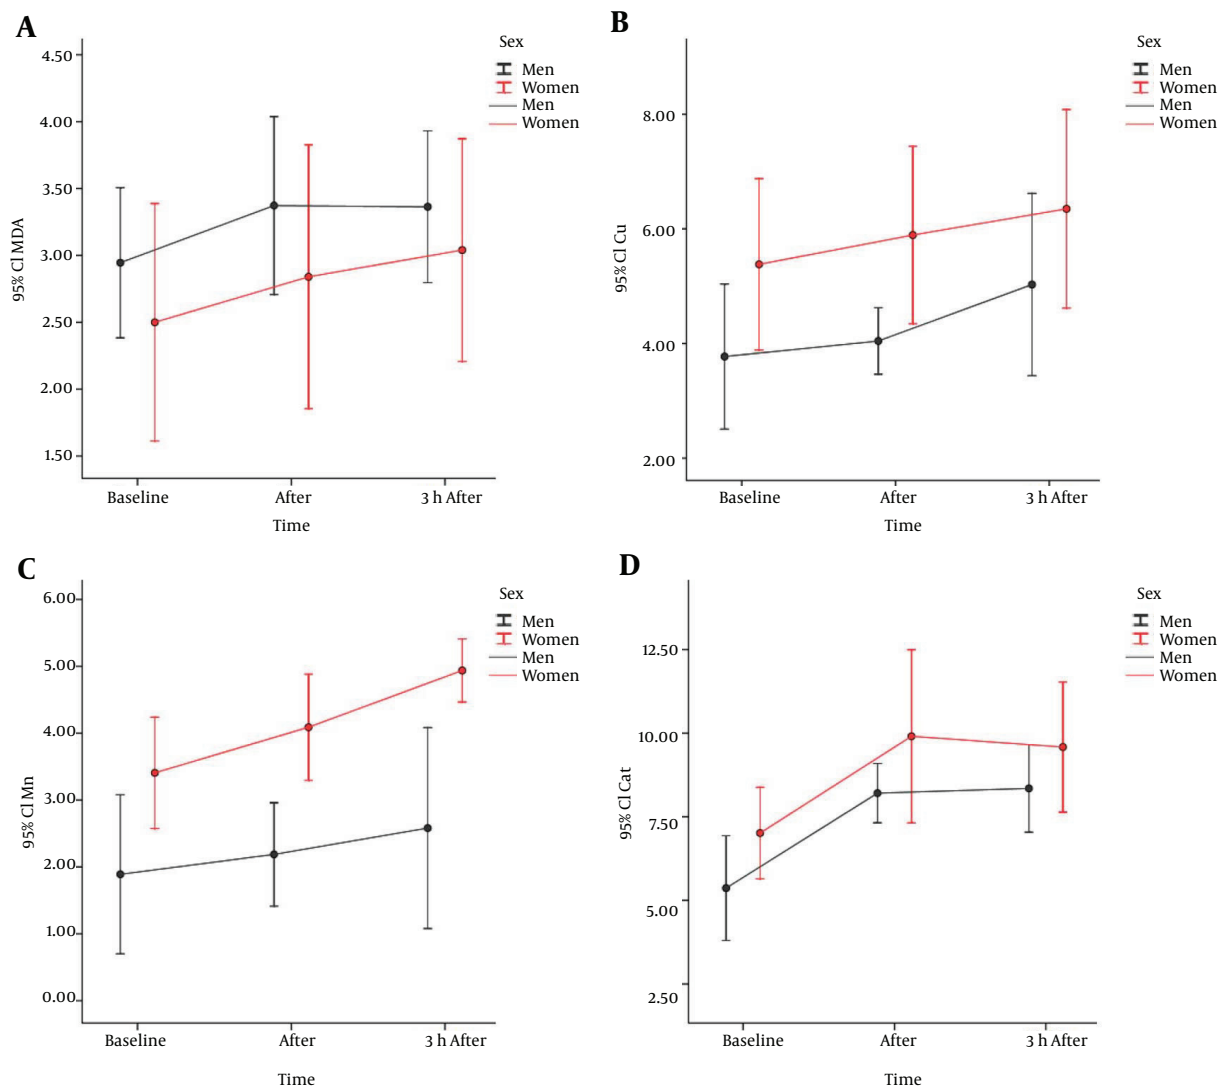 A
Sex
Men
Women
Men
Women
95% CI MDA
4.50
4.00
3.50
3.00
2.50
2.00
1.50
Baseline
After
3 h After
Time
B
Sex
Men
Women
Men
Women
95% CI Cu
8.00
6.00
4.00
2.00
Baseline
After
3 h After
Time
C
Sex
Men
Women
Men
Women
95% CI Mn
6.00
5.00
4.00
3.00
2.00
1.00
0.00
Baseline
After
3 h After
Time
D
Sex
Men
Women
Men
Women
95% CI Cat
12.50
10.00
7.50
5.00
2.50
Baseline
After
3 h After
Time